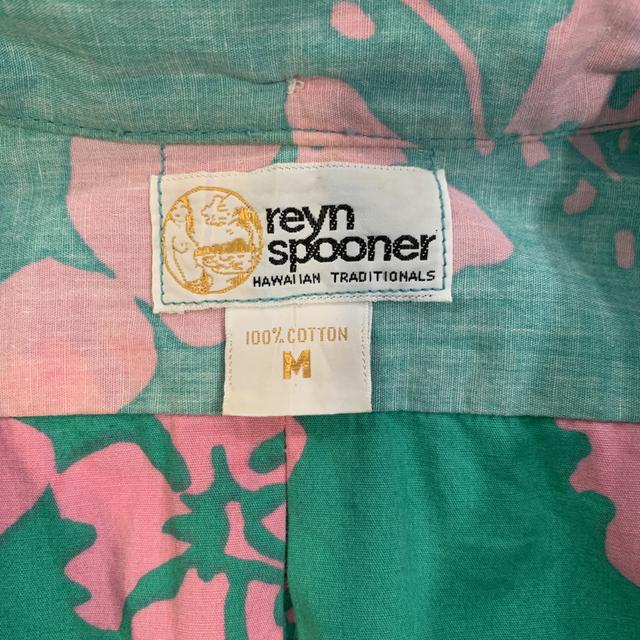 reyn
spooner
HAWAIIAN TRADITIONALS
100% COTTON
M